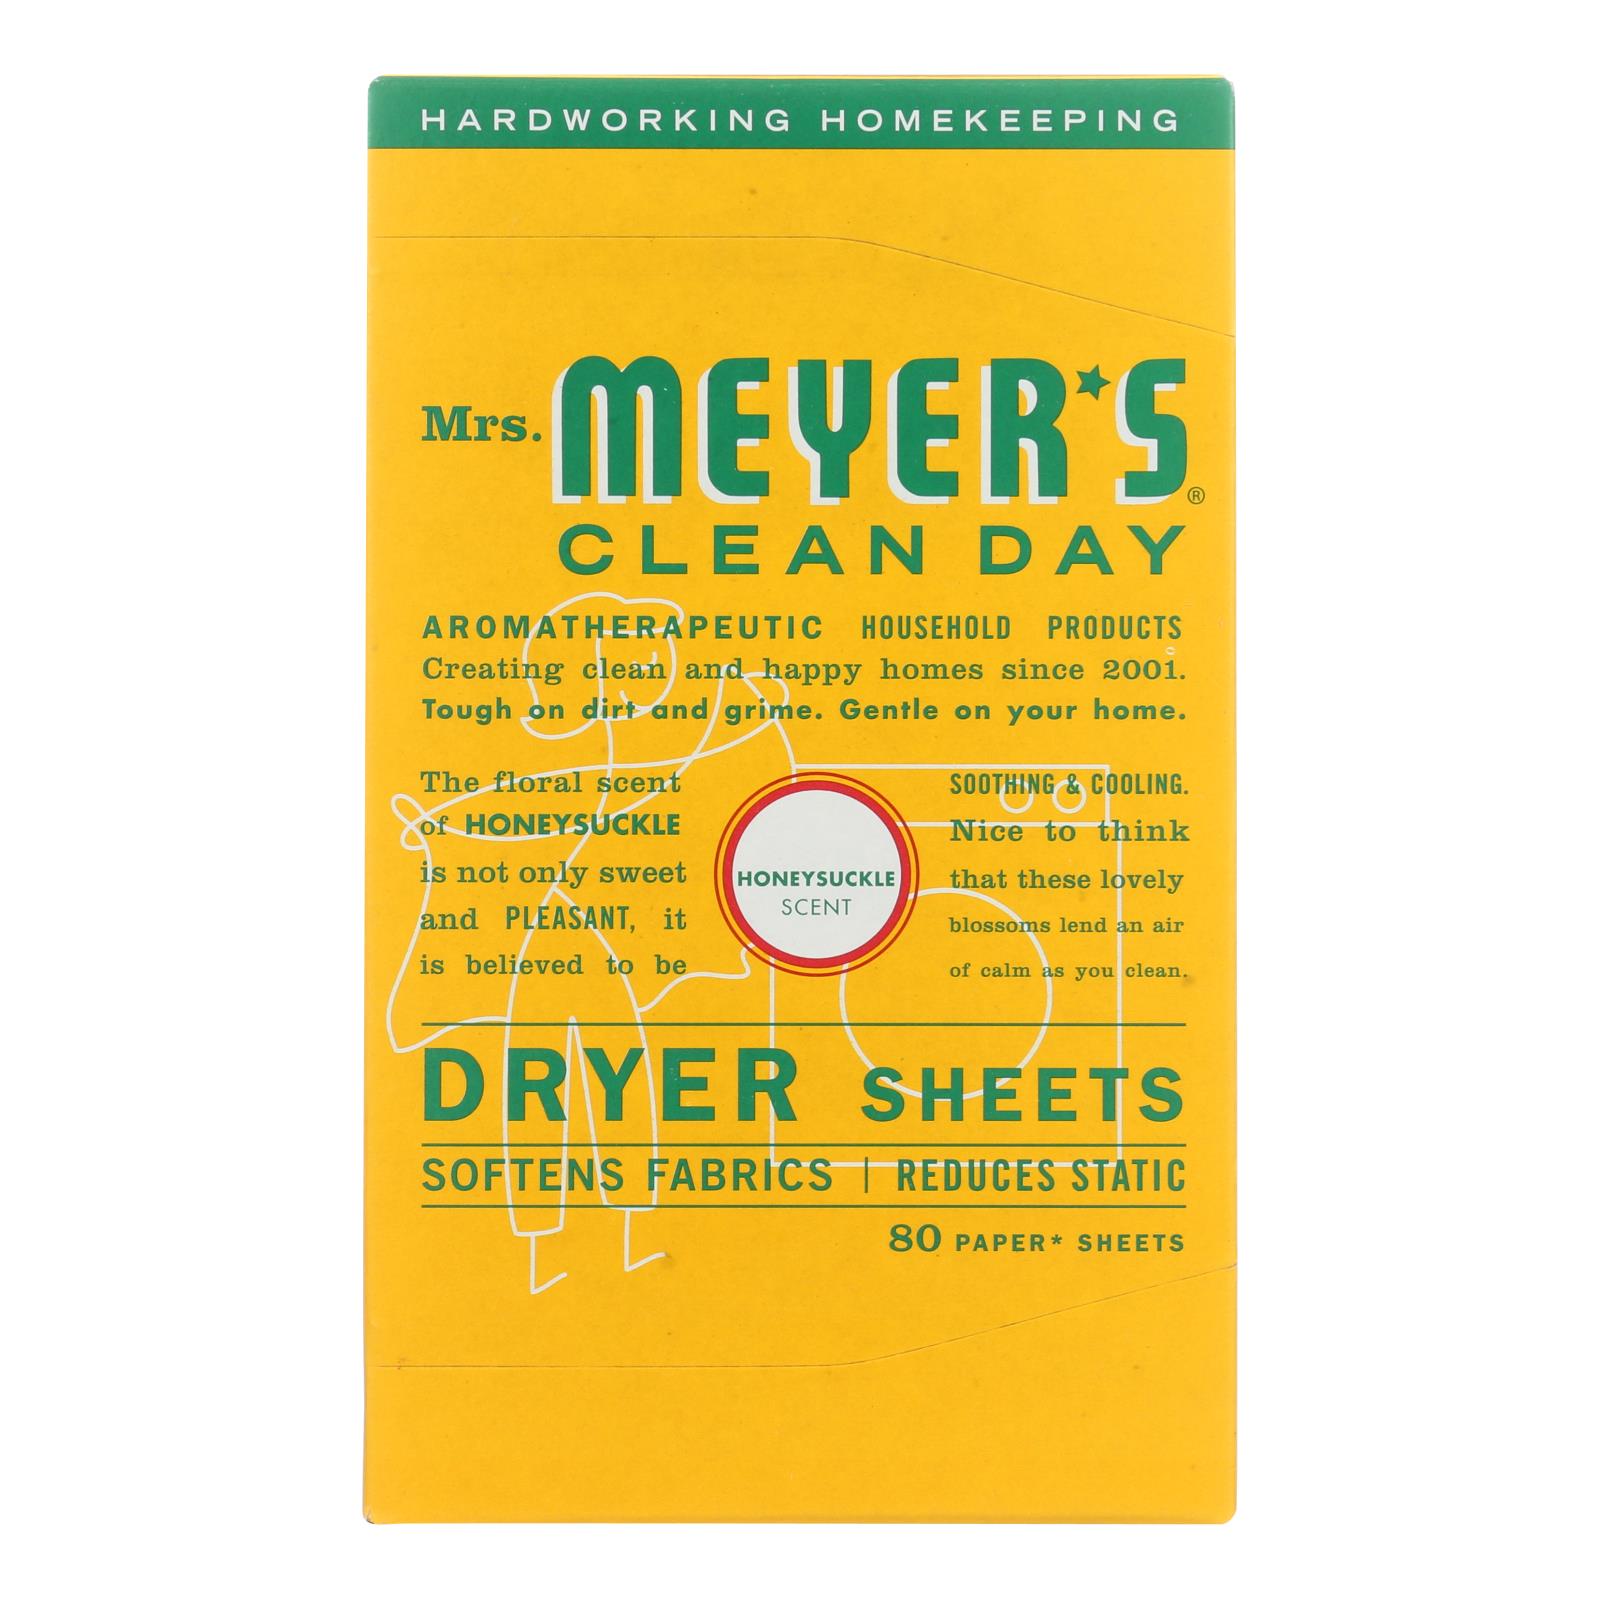 HARDWORKING HOMEKEEPING
Mrs. MEYER'S®
CLEAN DAY
AROMATHERAPEUTIC HOUSEHOLD PRODUCTS
Creating clean and happy homes since 2001.
Tough on dirt and grime. Gentle on your home.
The floral scent
of HONEYSUCKLE
is not only sweet
and PLEASANT, it
is believed to be
HONEYSUCKLE
SCENT
SOOTHING & COOLING.
Nice to think
that these lovely
blossoms lend an air
of calm as you clean.
DRYER SHEETS
SOFTENS FABRICS | REDUCES STATIC
80 PAPER* SHEETS